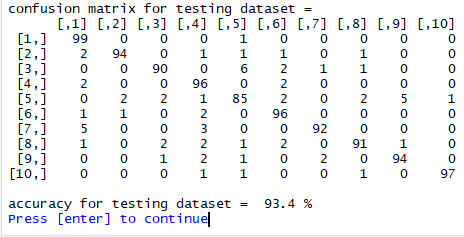 confusion matrix for testing dataset =
[,1] [,2] [,3] [,4] [,5] [,6] [,7] [,8] [,9] [,10]
[1,] 99 0 0 0 1 0 0 0 0 0
[2,] 2 94 0 1 1 1 0 1 0 0
[3,] 0 0 90 0 6 2 1 1 0 0
[4,] 2 0 0 96 0 2 0 0 0 0
[5,] 0 2 2 1 85 2 0 2 5 1
[6,] 1 1 0 2 0 96 0 0 0 0
[7,] 5 0 0 3 0 0 92 0 0 0
[8,] 1 0 2 2 1 2 0 91 1 0
[9,] 0 0 1 2 1 0 2 0 94 0
[10,] 0 0 0 1 1 0 0 1 0 97
accuracy for testing dataset = 93.4 %
Press [enter] to continue